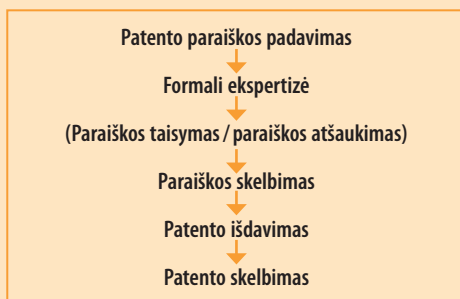 Patento paraiškos padavimas
Formali ekspertizė
(Paraiškos taisymas / paraiškos atšaukimas)
Paraiškos skelbimas
Patento išdavimas
Patento skelbimas